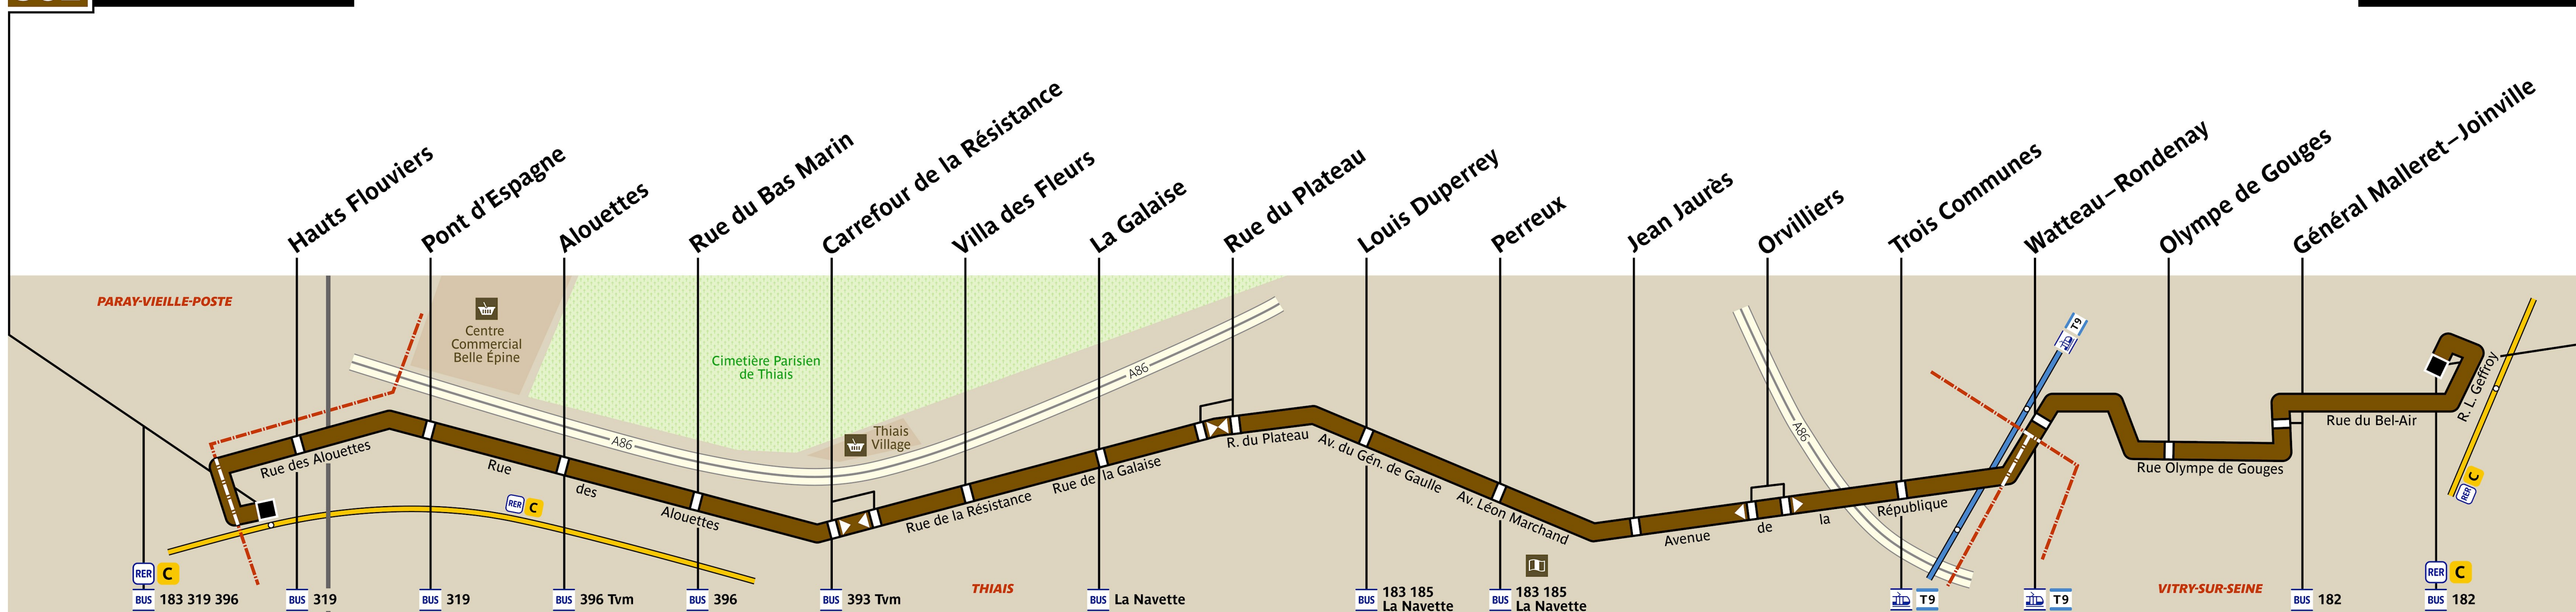 Hauts Flouviers
Pont d'Espagne
Alouettes
Rue du Bas Marin
Carrefour de la Résistance
Villa des Fleurs
La Galaise
Rue du Plateau
Louis Duperrey
Perreux
Jean Jaurès
Orvilliers
Trois Communes
Watteau–Rondenay
Olympe de Gouges
Général Malleret–Joinville
PARAY-VIEILLE-POSTE
Centre
Commercial
Belle Épine
Cimetière Parisien
de Thiais
A86
A86
Thiais
Village
A86
T9
Rue des Alouettes
Rue
des
Alouettes
RER C
Rue de la Résistance
Rue de la Galaise
R. du Plateau
Av. du Gén. de Gaulle
Av. Léon Marchand
Avenue
de
la
République
Rue Olympe de Gouges
Rue du Bel-Air
R. L. Geffroy
RER C
THIAIS
VITRY-SUR-SEINE
RER C
BUS 183 319 396
BUS 319
BUS 319
BUS 396 Tvm
BUS 396
BUS 393 Tvm
BUS La Navette
BUS 183 185
La Navette
BUS 183 185
La Navette
T9
T9
BUS 182
RER C
BUS 182